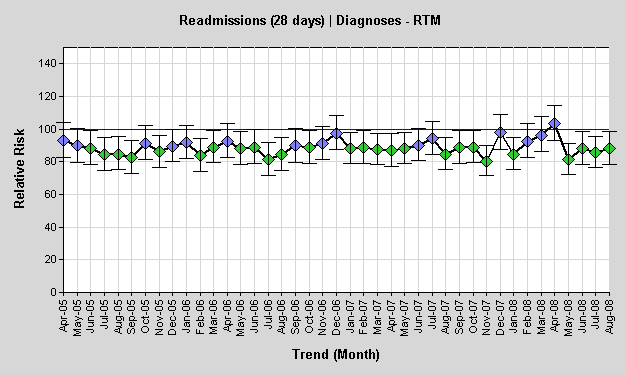 Readmissions (28 days) | Diagnoses - RTM
140
120
100
80
60
40
20
0
Relative Risk
Apr-05
May-05
Jun-05
Jul-05
Aug-05
Sep-05
Oct-05
Nov-05
Dec-05
Jan-06
Feb-06
Mar-06
Apr-06
May-06
Jun-06
Jul-06
Aug-06
Sep-06
Oct-06
Nov-06
Dec-06
Jan-07
Feb-07
Mar-07
Apr-07
May-07
Jun-07
Jul-07
Aug-07
Sep-07
Oct-07
Nov-07
Dec-07
Jan-08
Feb-08
Mar-08
Apr-08
May-08
Jun-08
Jul-08
Aug-08
Trend (Month)